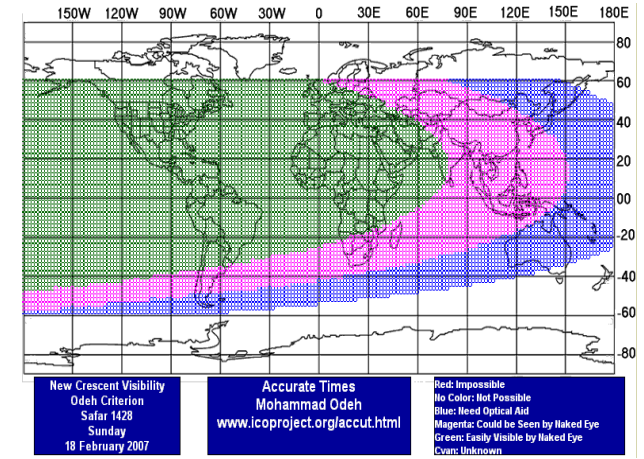 150W 120W 90W 60W 30W 0 30E 60E 90E 120E 150E 180E
80
60
40
20
00
-20
-40
-60
-80
New Crescent Visibility
Odeh Criterion
Safar 1428
Sunday
18 February 2007
Accurate Times
Mohammad Odeh
www.icoproject.org/accut.html
Red: Impossible
No Color: Not Possible
Blue: Need Optical Aid
Magenta: Could be Seen by Naked Eye
Green: Easily Visible by Naked Eye
Cyan: Unknown